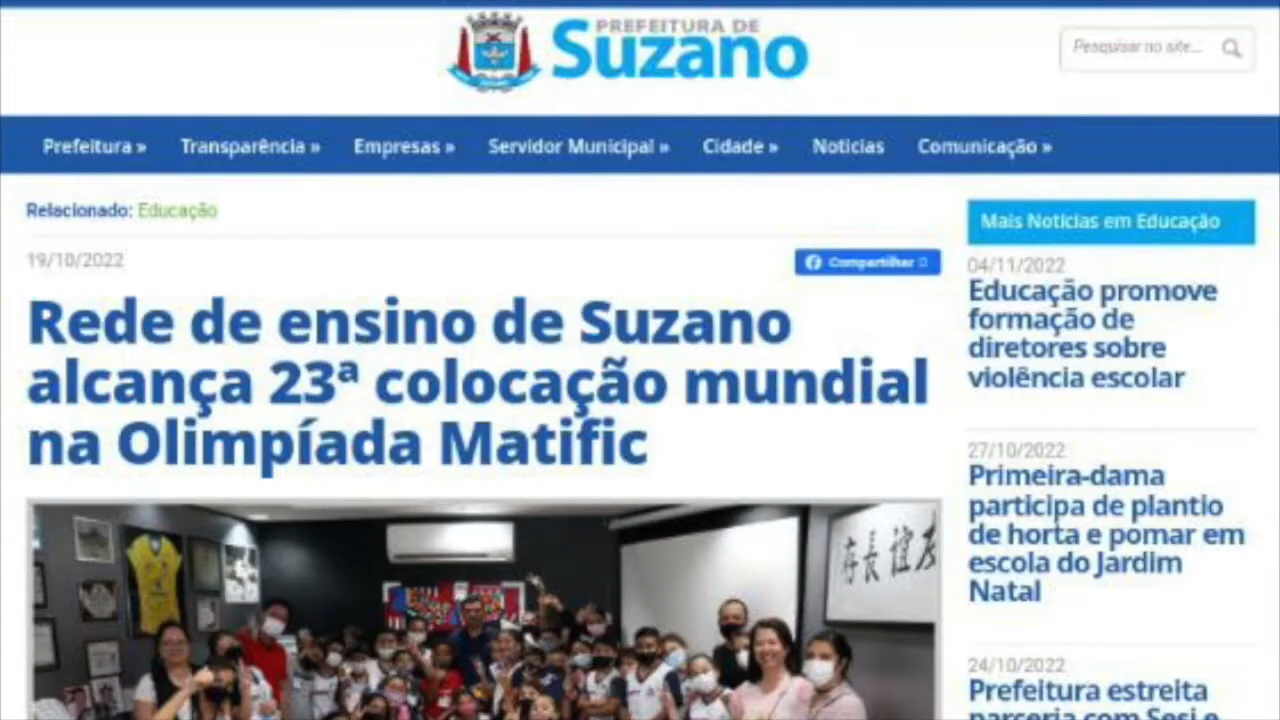 PREFEITURA DE
Suzano
Pesquisar no site...
Prefeitura »
Transparência »
Empresas »
Servidor Municipal »
Cidade »
Notícias
Comunicação »
Relacionado: Educação
19/10/2022
Compartilhar
Rede de ensino de Suzano
alcança 23ª colocação mundial
na Olimpíada Matific
Mais Notícias em Educação
04/11/2022
Educação promove
formação de
diretores sobre
violência escolar
27/10/2022
Primeira-dama
participa de plantio
de horta e pomar em
escola do Jardim
Natal
24/10/2022
Prefeitura estreita
parceria com Sesi e